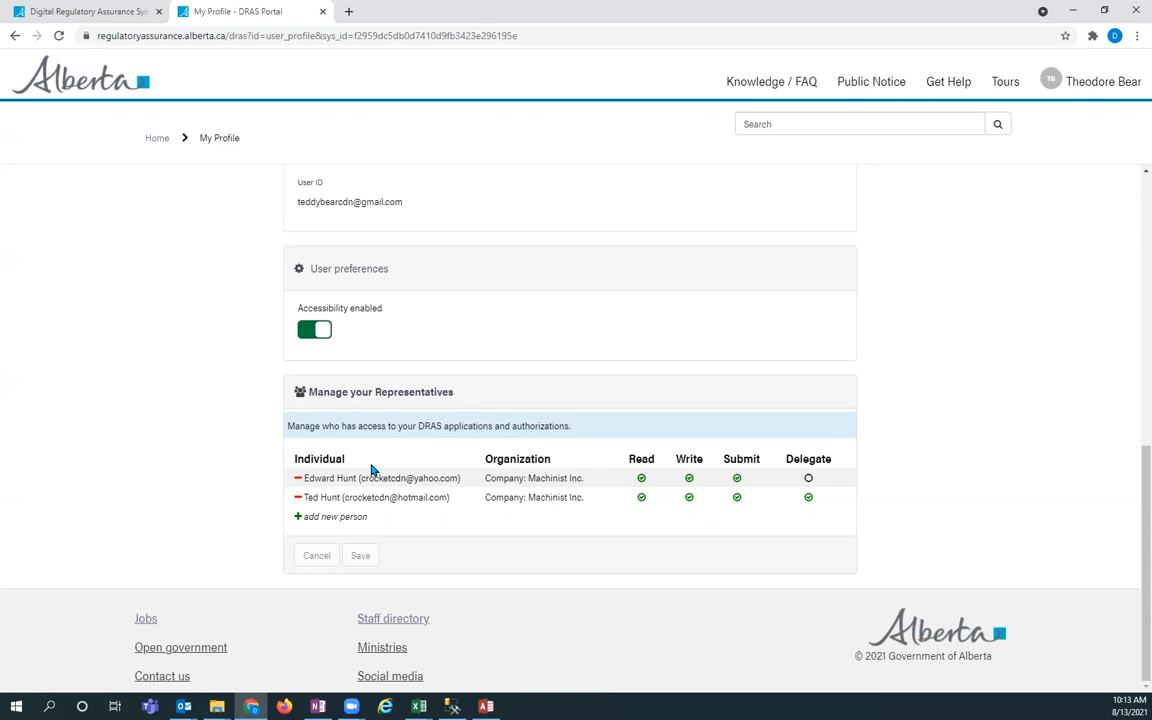 Digital Regulatory Assurance Sys
My Profile - DRAS Portal
regulatoryassurance.alberta.ca/dras?id=user_profile&sys_id=f2959dc5db0d7410d9fb3423e296195e
D
Alberta
Knowledge / FAQ
Public Notice
Get Help
Tours
TB
Theodore Bear
Home
My Profile
Search
User ID
teddybearcdn@gmail.com
User preferences
Accessibility enabled
Manage your Representatives
Manage who has access to your DRAS applications and authorizations.
Individual Organization Read Write Submit Delegate
Edward Hunt (crocketcdn@yahoo.com) Company: Machinist Inc.
Ted Hunt (crocketcdn@hotmail.com) Company: Machinist Inc.
add new person
Cancel Save
Jobs Staff directory
Open government Ministries
Contact us Social media
Alberta
© 2021 Government of Alberta
10:13 AM
8/13/2021